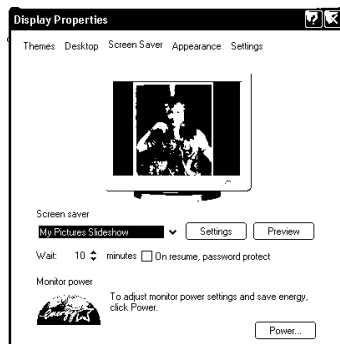 Display Properties
Themes Desktop Screen Saver Appearance Settings
Screen saver
My Pictures Slideshow Settings Preview
Wait: 10 minutes On resume, password protect
Monitor power
To adjust monitor power settings and save energy,
click Power.
Energy
Power...